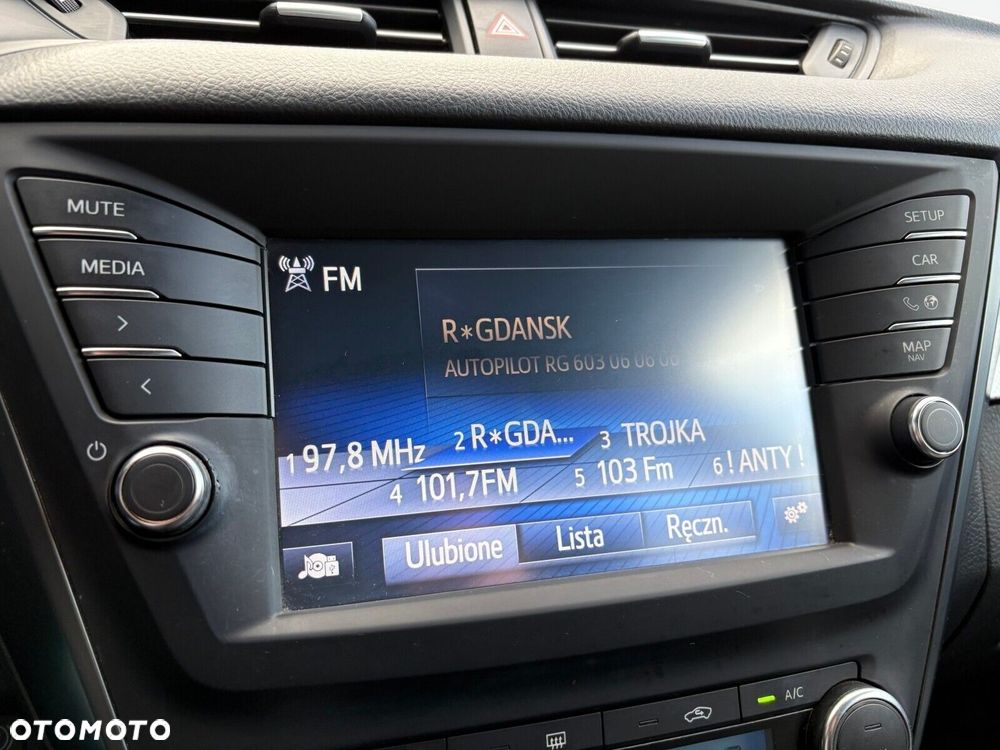 MUTE
MEDIA
SETUP
CAR
MAP
NAV
FM
R*GDANSK
AUTOPILOT RG 603 06 06 06
1 97,8 MHz
2 R*GDA...
3 TROJKA
4 101,7FM
5 103 Fm
6 ! ANTY !
Ulubione
Lista
Ręczn.
A/C
OTOMOTO